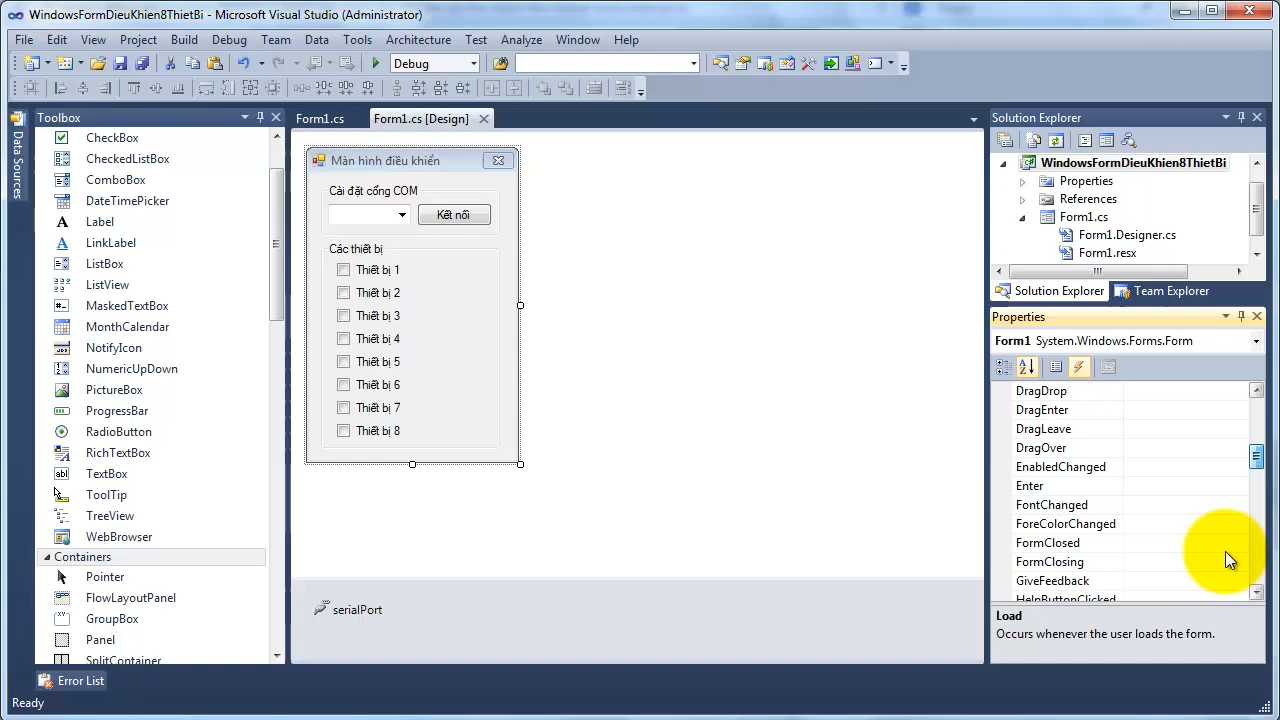 WindowsFormDieuKhien8ThietBi - Microsoft Visual Studio (Administrator)
File Edit View Project Build Debug Team Data Tools Architecture Test Analyze Window Help
Debug
Toolbox
Form1.cs
Form1.cs [Design]
Solution Explorer
Data Sources
CheckBox
CheckedListBox
ComboBox
DateTimePicker
Label
LinkLabel
ListBox
ListView
MaskedTextBox
MonthCalendar
NotifyIcon
NumericUpDown
PictureBox
ProgressBar
RadioButton
RichTextBox
TextBox
ToolTip
TreeView
WebBrowser
Containers
Pointer
FlowLayoutPanel
GroupBox
Panel
SplitContainer
Màn hình điều khiển
Cài đặt cổng COM
Kết nối
Các thiết bị
Thiết bị 1
Thiết bị 2
Thiết bị 3
Thiết bị 4
Thiết bị 5
Thiết bị 6
Thiết bị 7
Thiết bị 8
serialPort
WindowsFormDieuKhien8ThietBi
Properties
References
Form1.cs
Form1.Designer.cs
Form1.resx
Solution Explorer
Team Explorer
Properties
Form1 System.Windows.Forms.Form
DragDrop
DragEnter
DragLeave
DragOver
EnabledChanged
Enter
FontChanged
ForeColorChanged
FormClosed
FormClosing
GiveFeedback
HelpButtonClicked
Load
Occurs whenever the user loads the form.
Error List
Ready